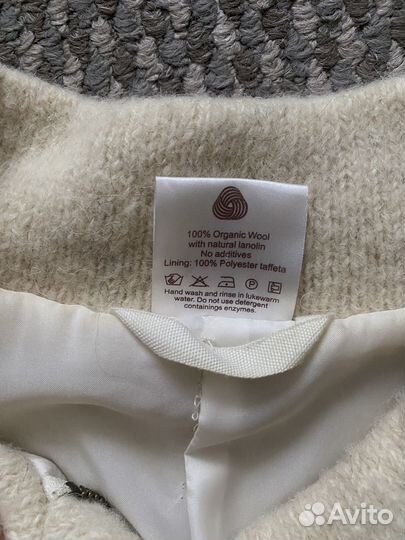 100% Organic Wool
with natural lanolin
No additives
Lining: 100% Polyester taffeta
Hand wash and rinse in lukewarm
water. Do not use detergent
containings enzymes.
Avito